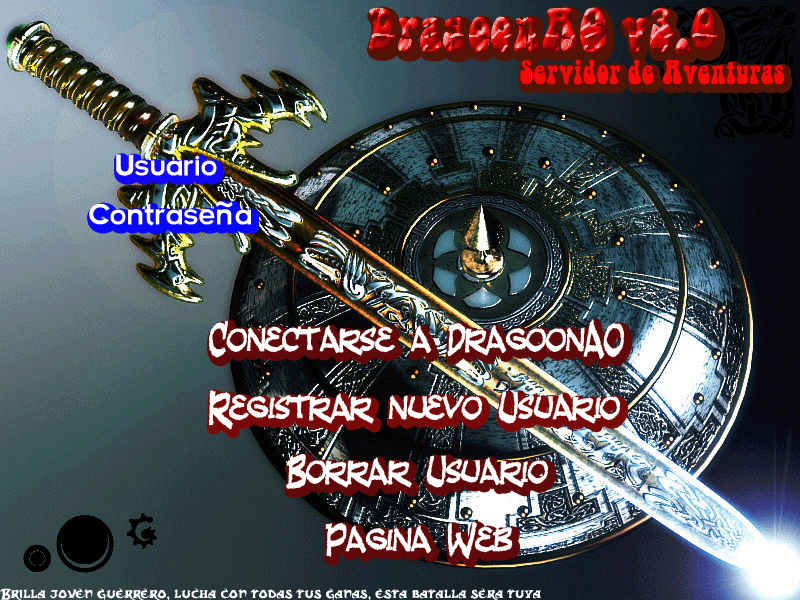 DragoonAO v3.0
Servidor de Aventuras
Usuario
Contraseña
Conectarse a DragoonAO
Registrar nuevo Usuario
Borrar Usuario
Pagina Web
G
Brilla joven guerrero, lucha con todas tus ganas, esta batalla sera tuya